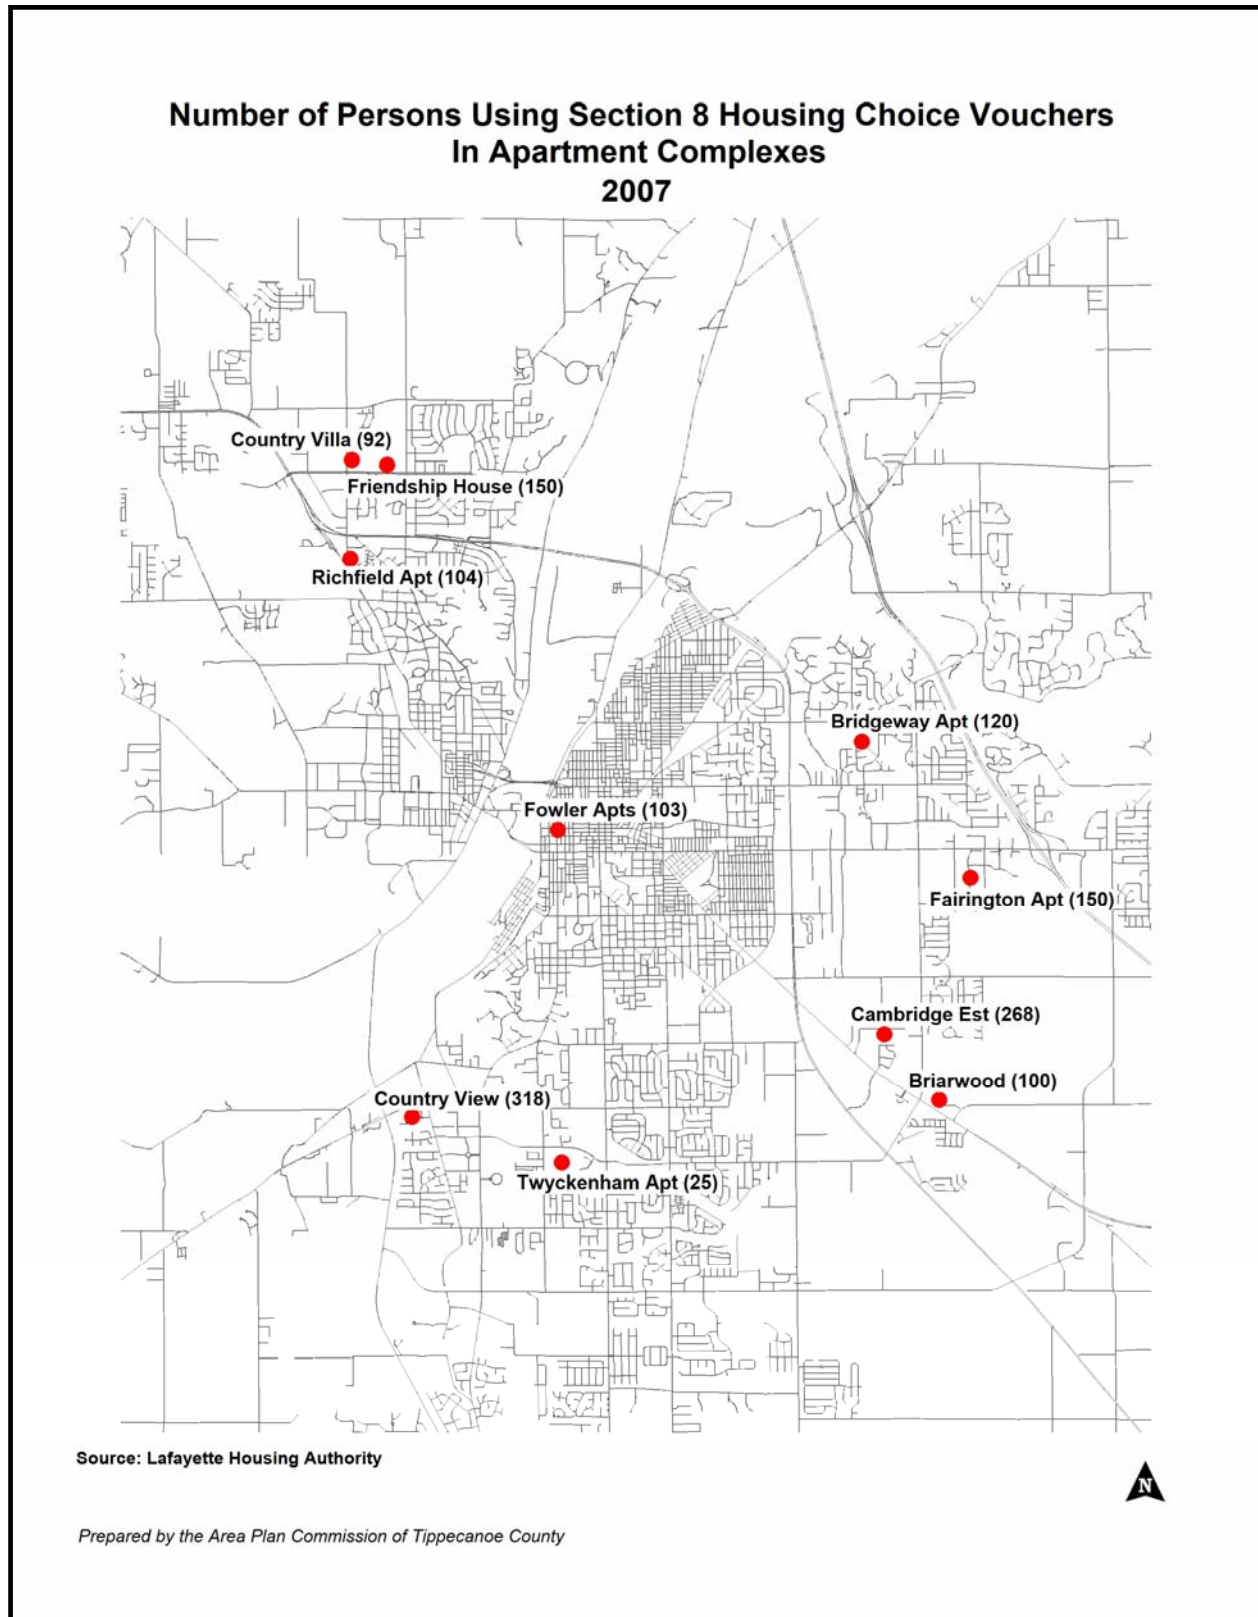 Number of Persons Using Section 8 Housing Choice Vouchers
In Apartment Complexes
2007
Country Villa (92)
Friendship House (150)
Richfield Apt (104)
Bridgeway Apt (120)
Fowler Apts (103)
Fairington Apt (150)
Cambridge Est (268)
Briarwood (100)
Country View (318)
Twyckenham Apt (25)
Source: Lafayette Housing Authority
N
Prepared by the Area Plan Commission of Tippecanoe County